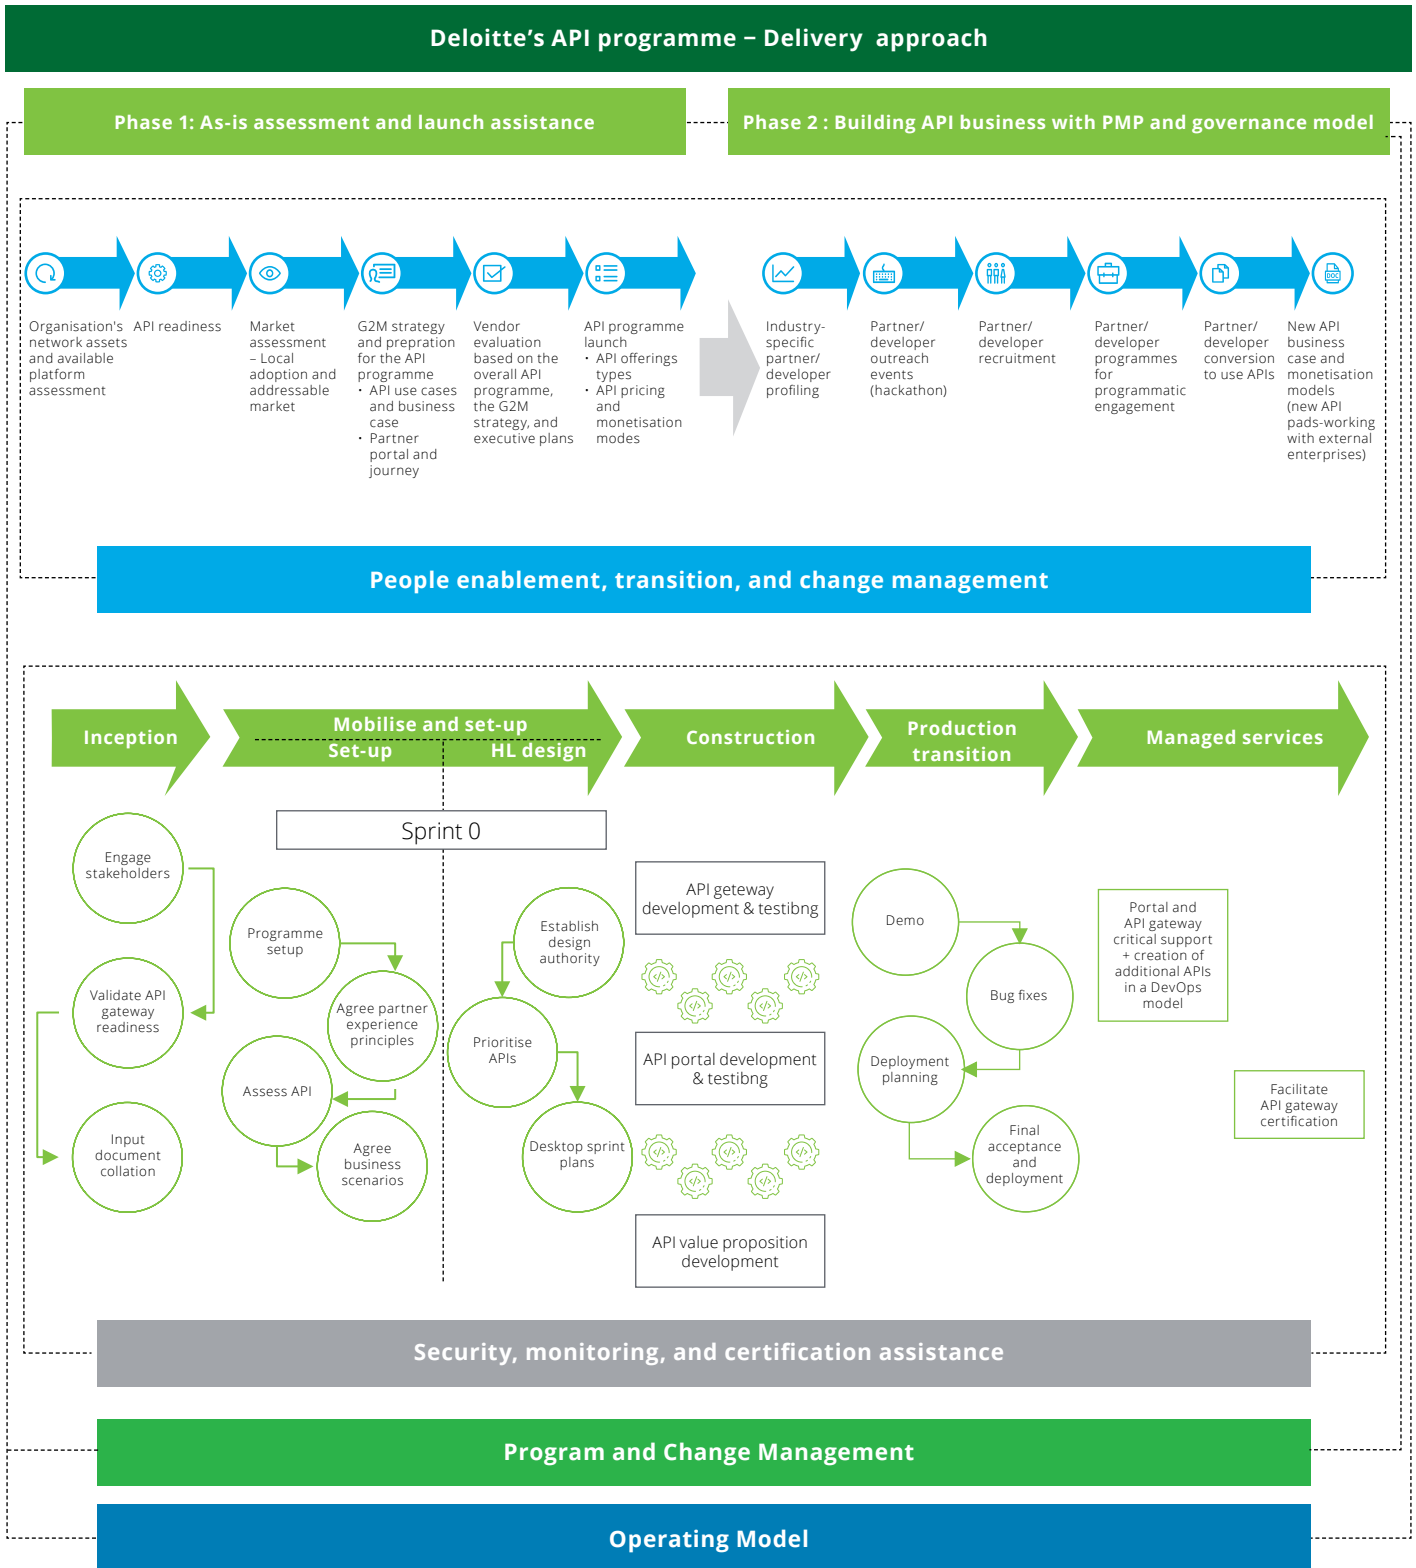 Deloitte's API programme – Delivery approach
Phase 1: As-is assessment and launch assistance
Phase 2 : Building API business with PMP and governance model
Organisation's
network assets
and available
platform
assessment
API readiness
Market
assessment
– Local
adoption and
addressable
market
G2M strategy
and prepration
for the API
programme
• API use cases
and business
case
• Partner
portal and
journey
Vendor
evaluation
based on the
overall API
programme,
the G2M
strategy, and
executive plans
API programme
launch
• API offerings
types
• API pricing
and
monetisation
modes
Industry-
specific
partner/
developer
profiling
Partner/
developer
outreach
events
(hackathon)
Partner/
developer
recruitment
Partner/
developer
programmes
for
programmatic
engagement
Partner/
developer
conversion
to use APIs
DOC
New API
business
case and
monetisation
models
(new API
pads-working
with external
enterprises)
People enablement, transition, and change management
Inception
Mobilise and set-up
Set-up
HL design
Construction
Production
transition
Managed services
Sprint 0
Engage
stakeholders
Validate API
gateway
readiness
Input
document
collation
Programme
setup
Agree partner
experience
principles
Assess API
Agree
business
scenarios
Establish
design
authority
Prioritise
APIs
Desktop sprint
plans
API geteway
development & testibng
API portal development
& testibng
API value proposition
development
Demo
Bug fixes
Deployment
planning
Final
acceptance
and
deployment
Portal and
API gateway
critical support
+ creation of
additional APIs
in a DevOps
model
Facilitate
API gateway
certification
Security, monitoring, and certification assistance
Program and Change Management
Operating Model